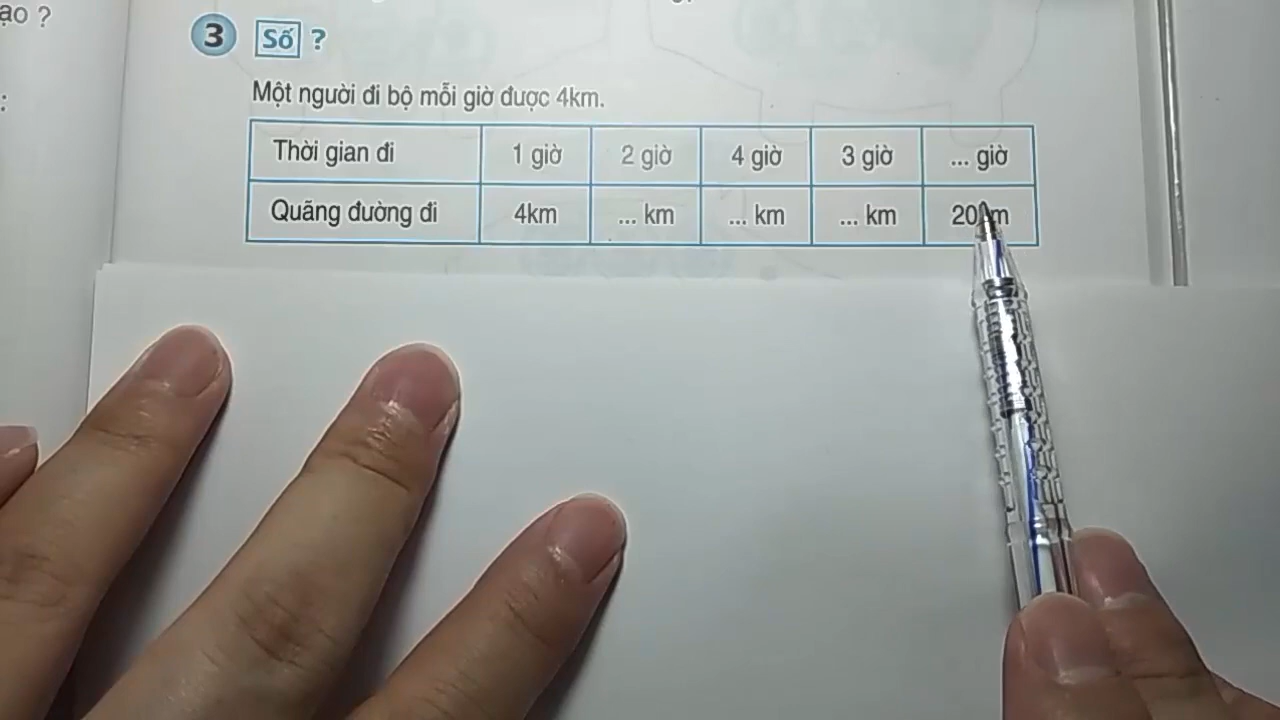 ạo ?
:
3 Số ?
Một người đi bộ mỗi giờ được 4km.
Thời gian đi 1 giờ 2 giờ 4 giờ 3 giờ ... giờ
Quãng đường đi 4km ... km ... km ... km 20km